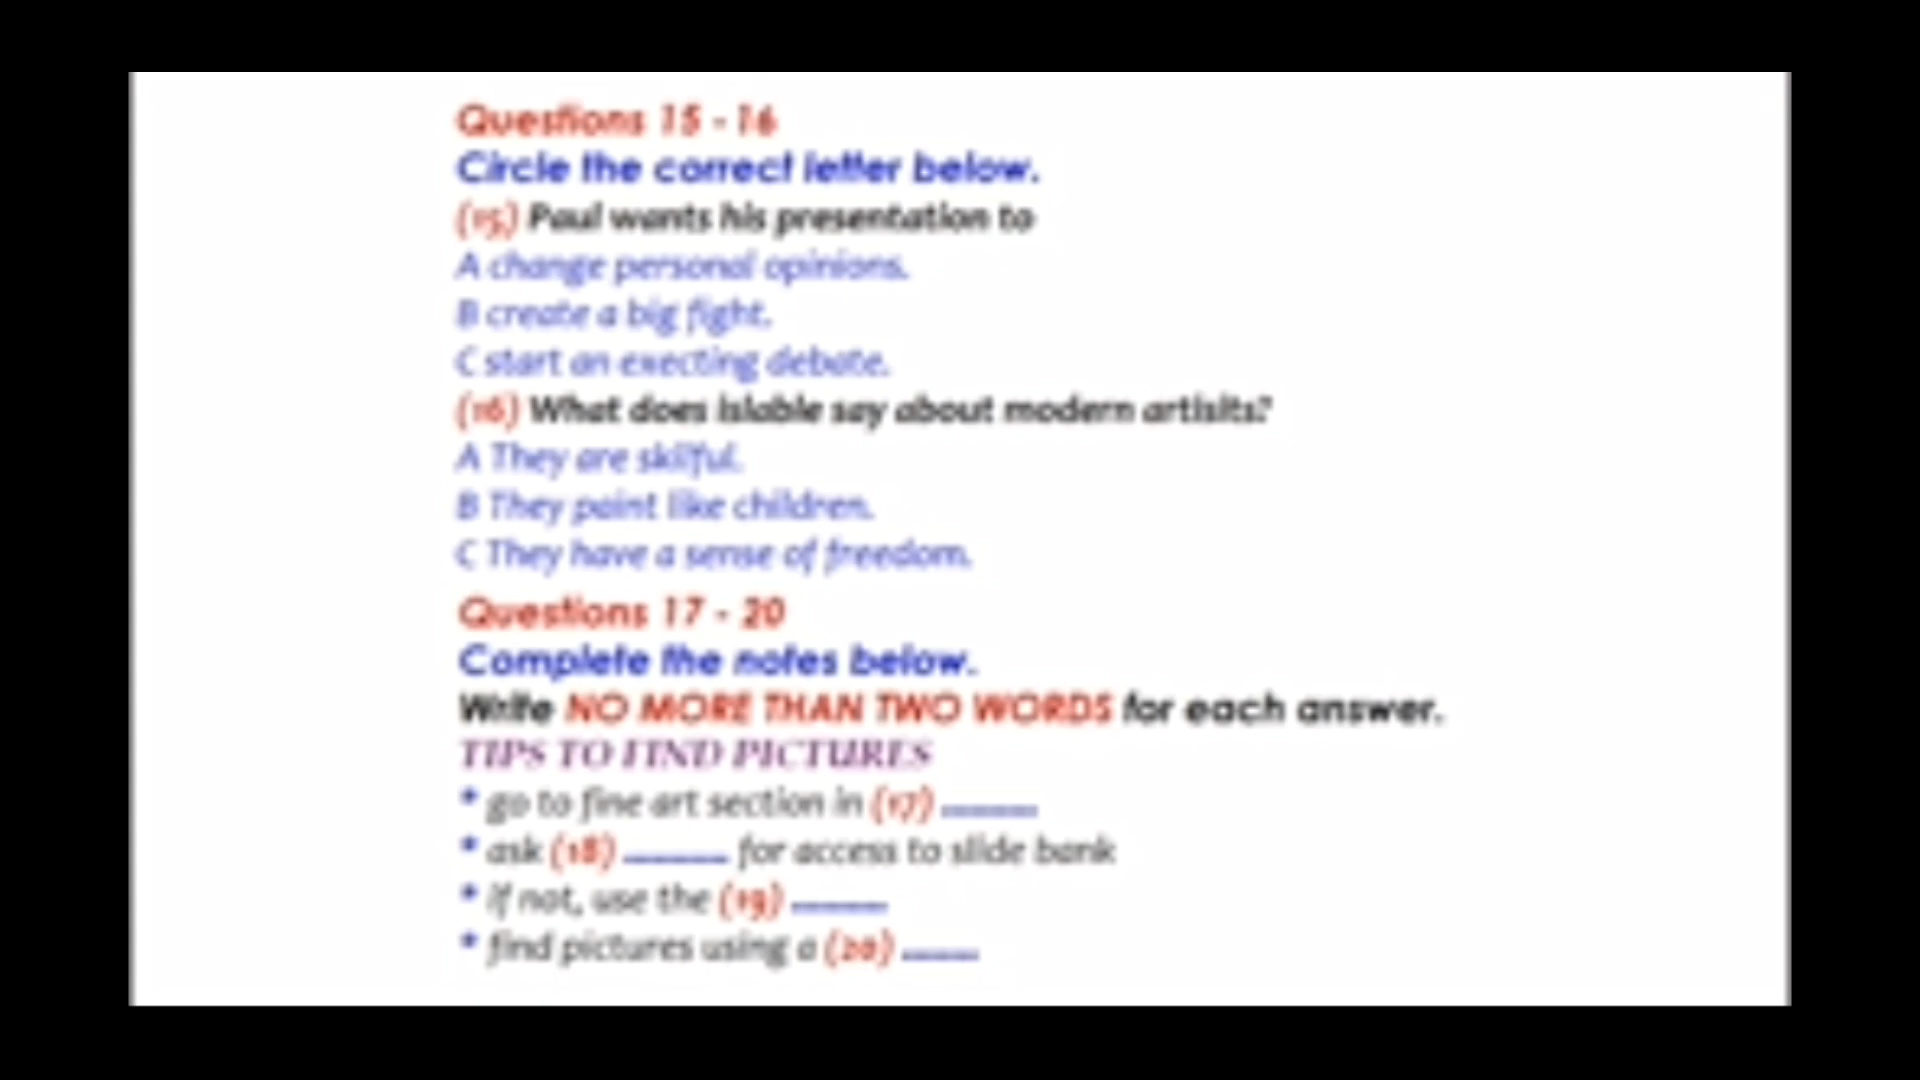 Questions 15 - 16
Circle the correct letter below.
(15) Paul wants his presentation to
A change personal opinions.
B create a big fight.
C start an execting debate.
(16) What does islable say about modern artisits?
A They are skilful.
B They paint like children.
C They have a sense of freedom.
Questions 17 - 20
Complete the notes below.
Write NO MORE THAN TWO WORDS for each answer.
TIPS TO FIND PICTURES
* go to fine art section in (17) ..........
* ask (18) ........... for access to slide bank
* if not, use the (19) ..........
* find pictures using a (20) ........